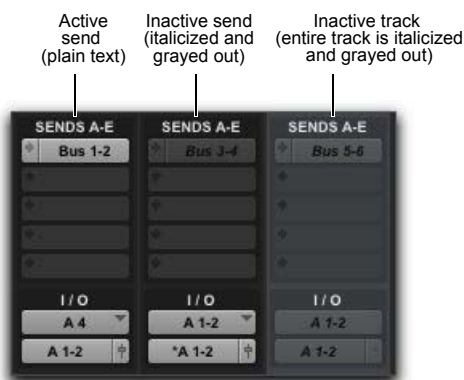 Active
send
(plain text)
Inactive send
(italicized and
grayed out)
Inactive track
(entire track is italicized
and grayed out)
SENDS A-E SENDS A-E SENDS A-E
Bus 1-2 Bus 3-4 Bus 5-6
I / O I / O I / O
A 4 A 1-2 A 1-2
A 1-2 *A 1-2 A 1-2